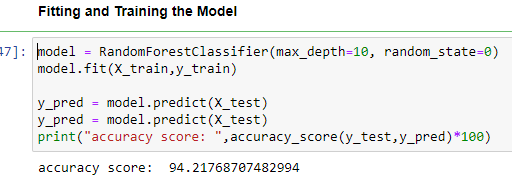 Fitting and Training the Model
47]: model = RandomForestClassifier(max_depth=10, random_state=0)
model.fit(X_train,y_train)
y_pred = model.predict(X_test)
y_pred = model.predict(X_test)
print("accuracy score: ",accuracy_score(y_test,y_pred)*100)
accuracy score:  94.21768707482994